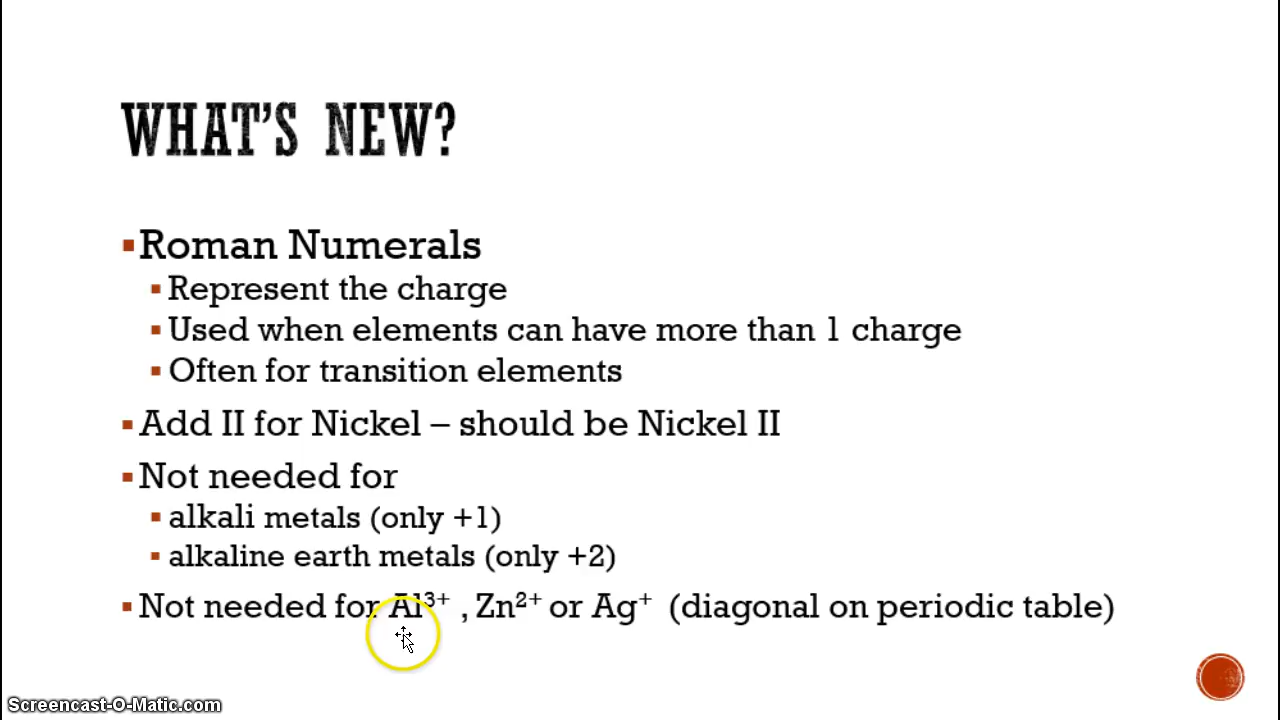 WHAT'S NEW?
Roman Numerals
Represent the charge
Used when elements can have more than 1 charge
Often for transition elements
Add II for Nickel – should be Nickel II
Not needed for
alkali metals (only +1)
alkaline earth metals (only +2)
Not needed for Al³⁺ , Zn²⁺ or Ag⁺ (diagonal on periodic table)
Screencast-O-Matic.com